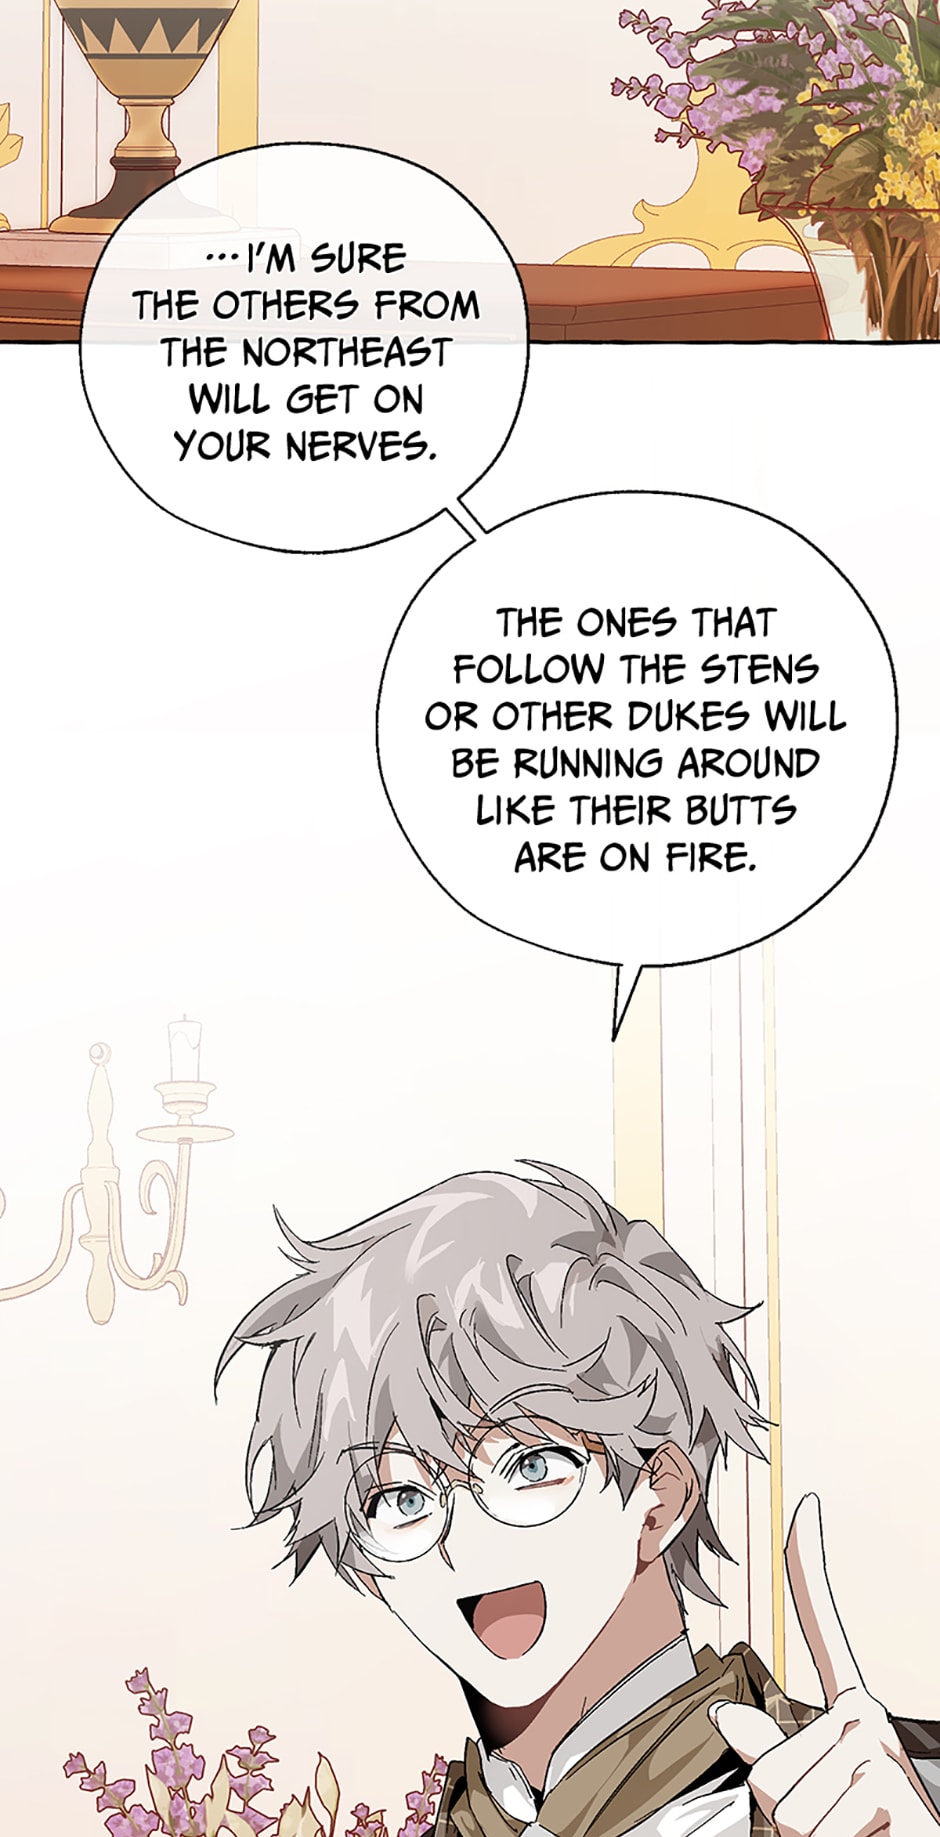 ...I'M SURE
THE OTHERS FROM
THE NORTHEAST
WILL GET ON
YOUR NERVES.
THE ONES THAT
FOLLOW THE STENS
OR OTHER DUKES WILL
BE RUNNING AROUND
LIKE THEIR BUTTS
ARE ON FIRE.